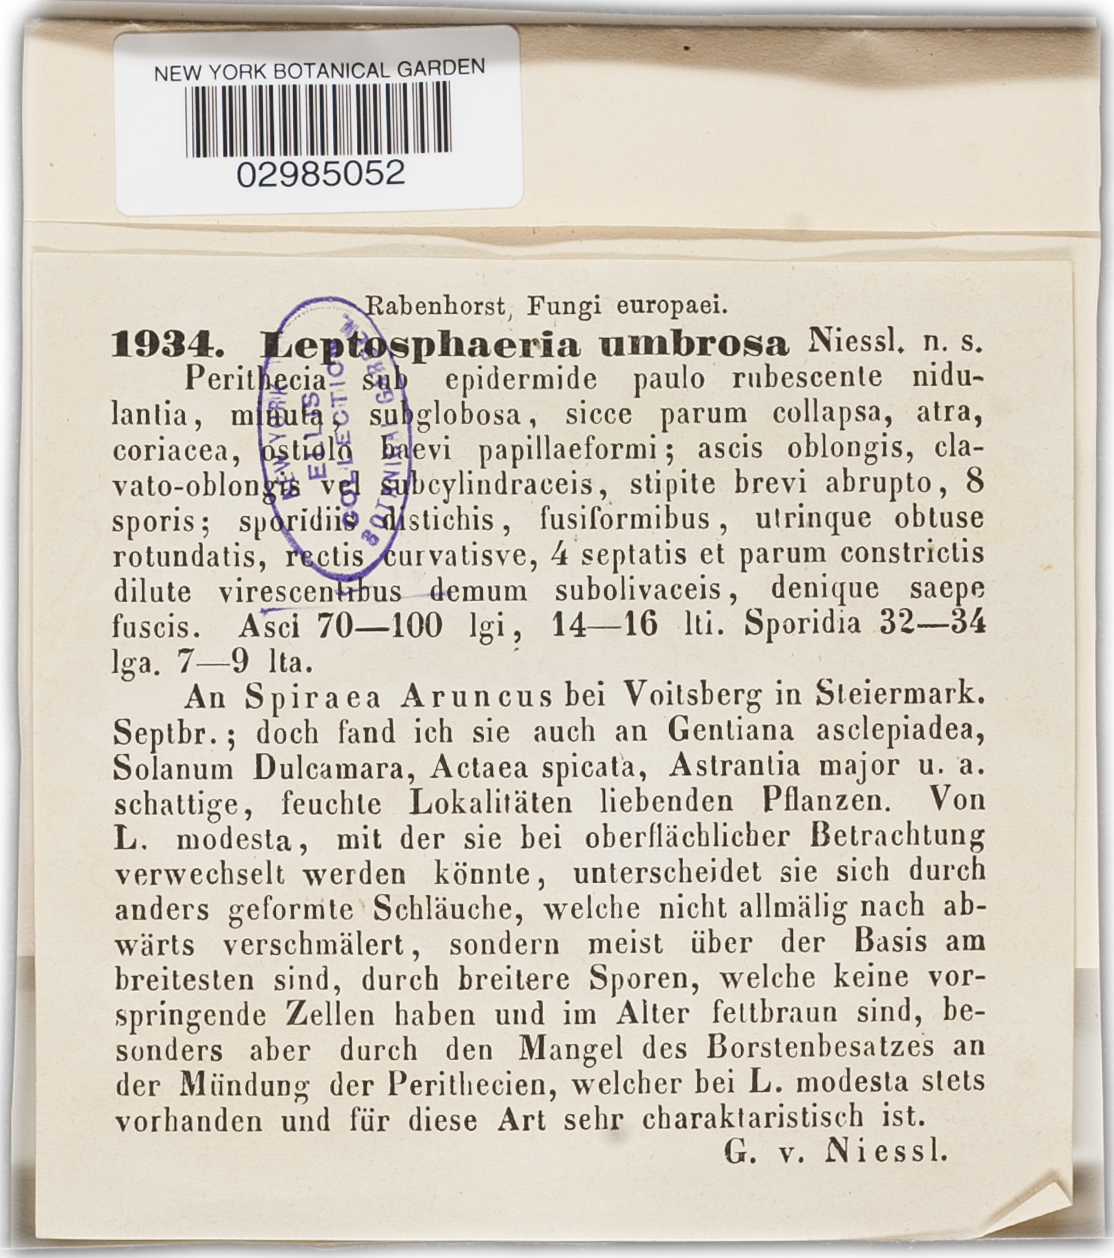 NEW YORK BOTANICAL GARDEN
02985052
Rabenhorst, Fungi europaei.
1934. Leptosphaeria umbrosa Niessl. n. s.
Perithecia sub epidermide paulo rubescente nidu-
lantia, minuta, subglobosa, sicce parum collapsa, atra,
coriacea, ostiolo baevi papillaeformi; ascis oblongis, cla-
vato-oblongis vel subcylindraceis, stipite brevi abrupto, 8
sporis; sporidiis distichis, fusiformibus, utrinque obtuse
rotundatis, rectis curvatisve, 4 septatis et parum constrictis
dilute virescentibus demum subolivaceis, denique saepe
fuscis. Asci 70—100 lgi, 14—16 lti. Sporidia 32—34
lga. 7—9 lta.
An Spiraea Aruncus bei Voitsberg in Steiermark.
Septbr.; doch fand ich sie auch an Gentiana asclepiadea,
Solanum Dulcamara, Actaea spicata, Astrantia major u. a.
schattige, feuchte Lokalitäten liebenden Pflanzen. Von
L. modesta, mit der sie bei oberflächlicher Betrachtung
verwechselt werden könnte, unterscheidet sie sich durch
anders geformte Schläuche, welche nicht allmälig nach ab-
wärts verschmälert, sondern meist über der Basis am
breitesten sind, durch breitere Sporen, welche keine vor-
springende Zellen haben und im Alter fettbraun sind, be-
sonders aber durch den Mangel des Borstenbesatzes an
der Mündung der Perithecien, welcher bei L. modesta stets
vorhanden und für diese Art sehr charaktaristisch ist.
G. v. Niessl.
NEW YORK
ELLIS
COLLECTION
BOTANICAL GARDEN.